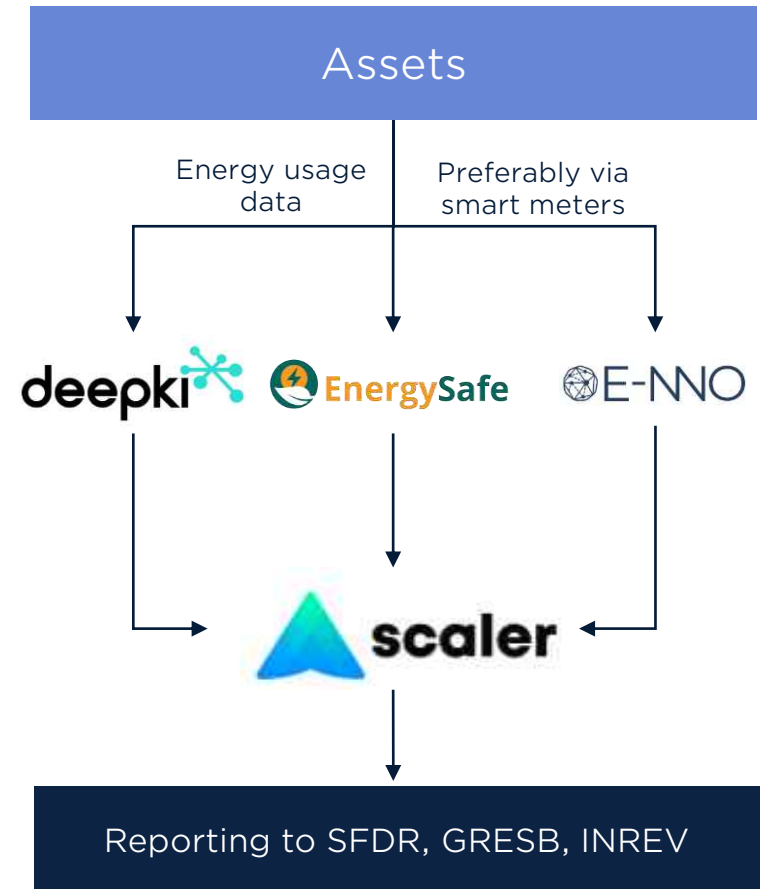 Assets
Energy usage
data
Preferably via
smart meters
deepki
EnergySafe
E-NNO
scaler
Reporting to SFDR, GRESB, INREV